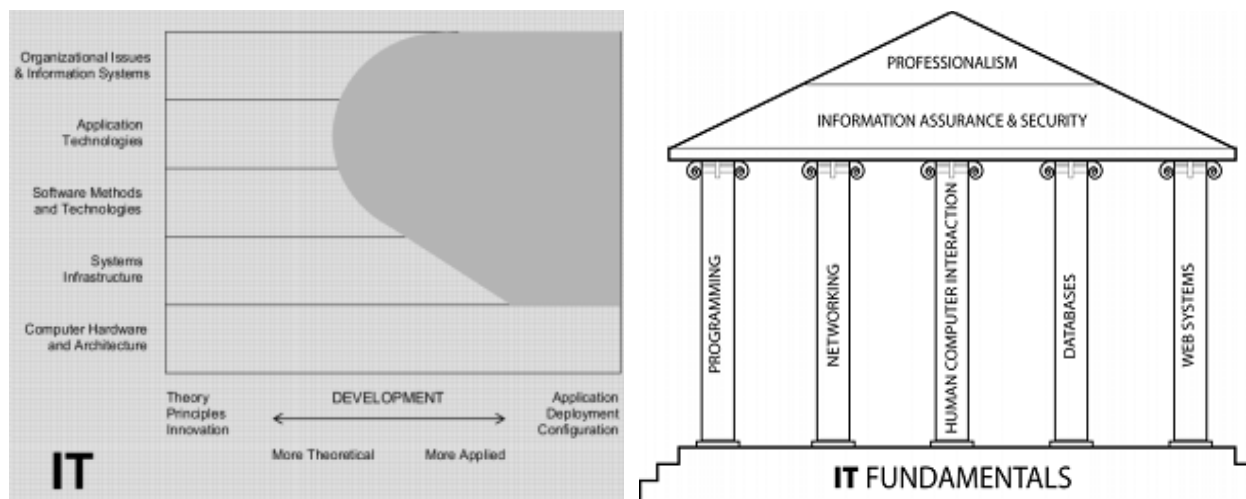 Organizational Issues
& Information Systems
Application
Technologies
Software Methods
and Technologies
Systems
Infrastructure
Computer Hardware
and Architecture
Theory
Principles
Innovation
DEVELOPMENT
Application
Deployment
Configuration
More Theoretical
More Applied
IT
PROFESSIONALISM
INFORMATION ASSURANCE & SECURITY
PROGRAMMING
NETWORKING
HUMAN COMPUTER INTERACTION
DATABASES
WEB SYSTEMS
IT FUNDAMENTALS